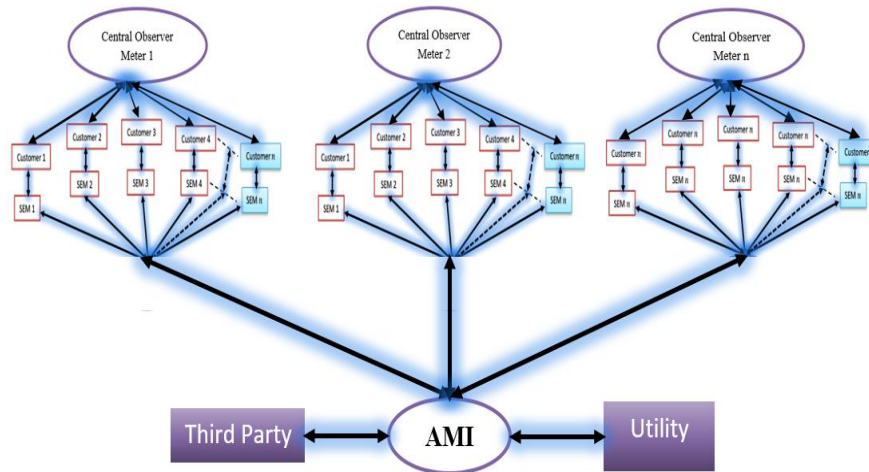 Central Observer
Meter 1
Central Observer
Meter 2
Central Observer
Meter n
Customer 1
Customer 2
Customer 3
Customer 4
Customer n
SEM 1
SEM 2
SEM 3
SEM 4
SEM n
Customer 1
Customer 2
Customer 3
Customer 4
Customer n
SEM 1
SEM 2
SEM 3
SEM 4
SEM n
Customer n
Customer n
Customer n
Customer n
Customer
SEM n
SEM n
SEM n
SEM n
SEM n
Third Party
AMI
Utility